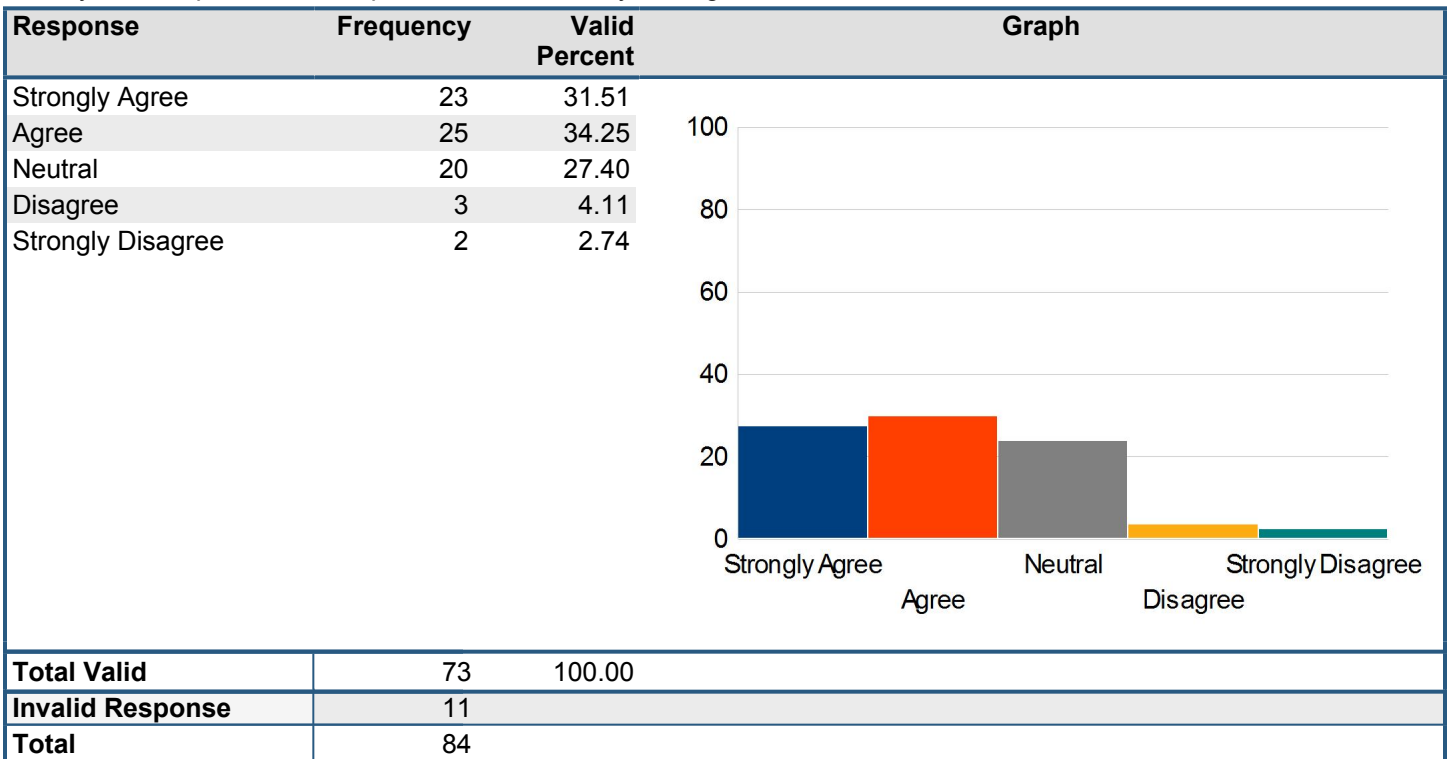 Response Frequency Valid Percent Graph
Strongly Agree 23 31.51
Agree 25 34.25
Neutral 20 27.40
Disagree 3 4.11
Strongly Disagree 2 2.74
100
80
60
40
20
0
Strongly Agree Neutral Strongly Disagree
Agree Disagree
Total Valid 73 100.00
Invalid Response 11
Total 84